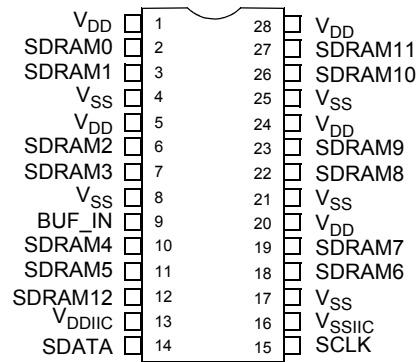 VDD 1 28 VDD
SDRAM0 2 27 SDRAM11
SDRAM1 3 26 SDRAM10
VSS 4 25 VSS
VDD 5 24 VDD
SDRAM2 6 23 SDRAM9
SDRAM3 7 22 SDRAM8
VSS 8 21 VSS
BUF_IN 9 20 VDD
SDRAM4 10 19 SDRAM7
SDRAM5 11 18 SDRAM6
SDRAM12 12 17 VSS
VDDIIC 13 16 VSSIIC
SDATA 14 15 SCLK